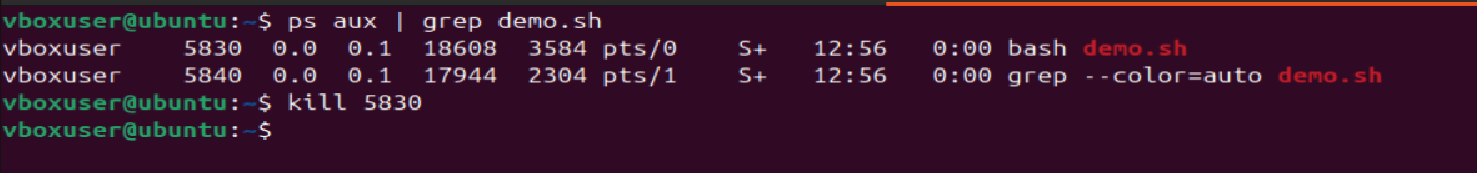 vboxuser@ubuntu:~$ ps aux | grep demo.sh
vboxuser    5830  0.0  0.1  18608  3584 pts/0    S+   12:56   0:00 bash demo.sh
vboxuser    5840  0.0  0.1  17944  2304 pts/1    S+   12:56   0:00 grep --color=auto demo.sh
vboxuser@ubuntu:~$ kill 5830
vboxuser@ubuntu:~$